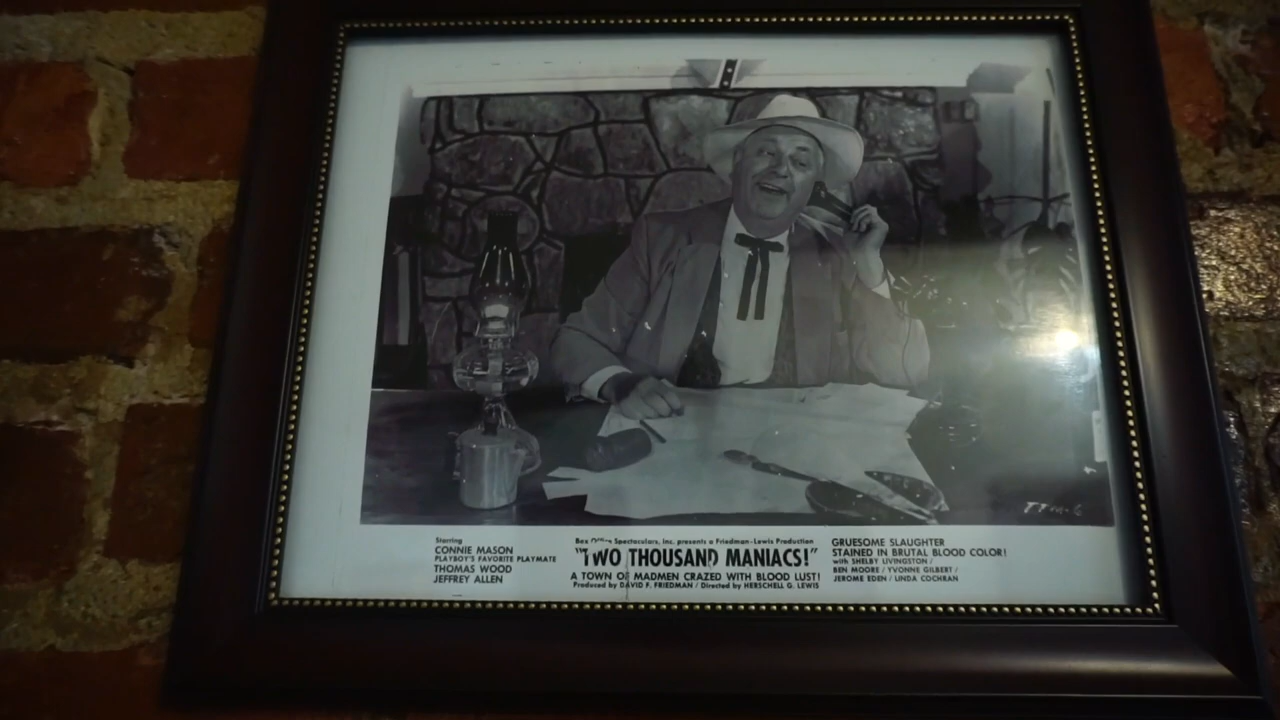 Starring
CONNIE MASON
PLAYBOY'S FAVORITE PLAYMATE
THOMAS WOOD
JEFFREY ALLEN
Box Office Spectaculars, Inc. presents a Friedman-Lewis Production
"TWO THOUSAND MANIACS!"
A TOWN OF MADMEN CRAZED WITH BLOOD LUST!
Produced by DAVID F. FRIEDMAN / Directed by HERSCHELL G. LEWIS
GRUESOME SLAUGHTER
STAINED IN BRUTAL BLOOD COLOR!
with SHELBY LIVINGSTON /
BEN MOORE / YVONNE GILBERT /
JEROME EDEN / LINDA COCHRAN